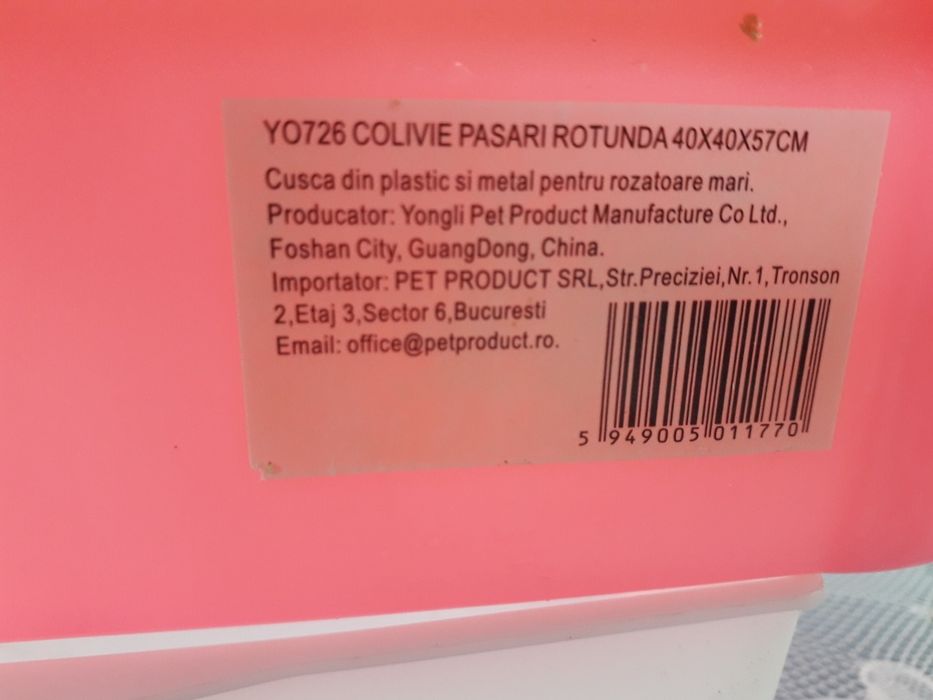 YO726 COLIVIE PASARI ROTUNDA 40X40X57CM
Cusca din plastic si metal pentru rozatoare mari.
Producator: Yongli Pet Product Manufacture Co Ltd.,
Foshan City, GuangDong, China.
Importator: PET PRODUCT SRL,Str.Preciziei,Nr.1,Tronson
2,Etaj 3,Sector 6,Bucuresti
Email: office@petproduct.ro.
5 949005 011770